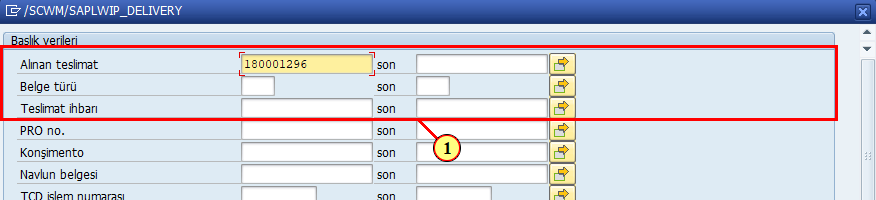 /SCWM/SAPLWIP_DELIVERY
Başlık verileri
Alınan teslimat 180001296 son
Belge türü son
Teslimat ihbarı son
PRO no. son
1
Konşimento son
Navlun belgesi son
TCD işlem numarası son